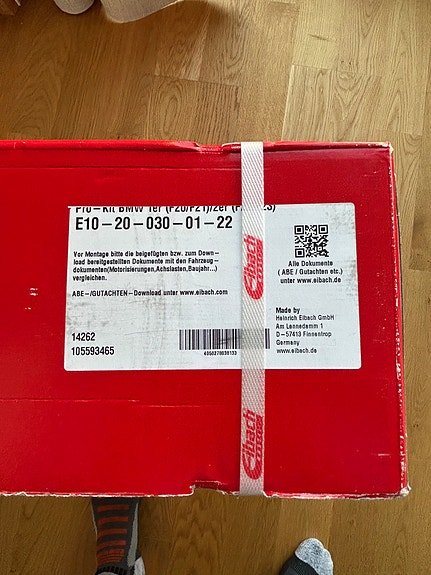 Pro-Kit BMW 1er (F20/F21)/2er
E10-20-030-01-22
Vor Montage bitte die beigefügten bzw. zum Down-
load bereitgestellten Dokumente mit den Fahrzeug-
dokumenten(Motorisierungen,Achslasten,Baujahr...)
vergleichen.
ABE-/GUTACHTEN-Download unter www.eibach.com
Alle Dokumente
( ABE / Gutachten etc.)
unter www.eibach.de
14262
105593465
Made by
Heinrich Eibach GmbH
Am Lennedamm 1
D-57413 Finnentrop
Germany
www.eibach.de
Eibach
Eibach